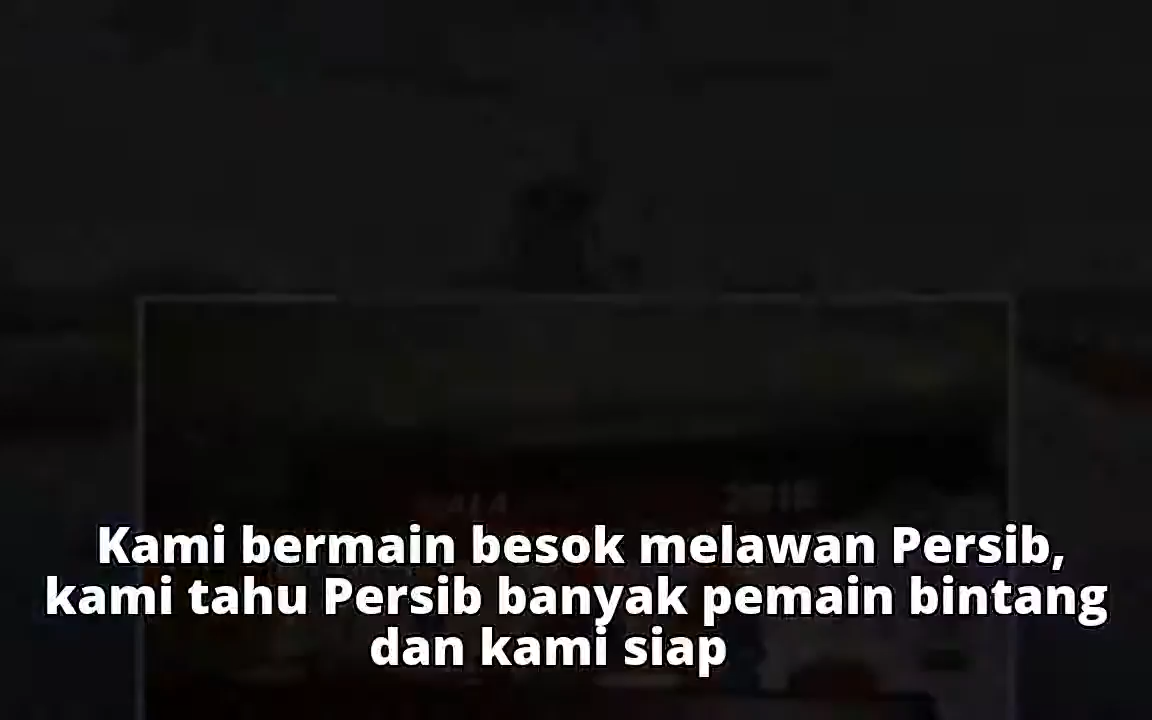 Kami bermain besok melawan Persib,
kami tahu Persib banyak pemain bintang
dan kami siap